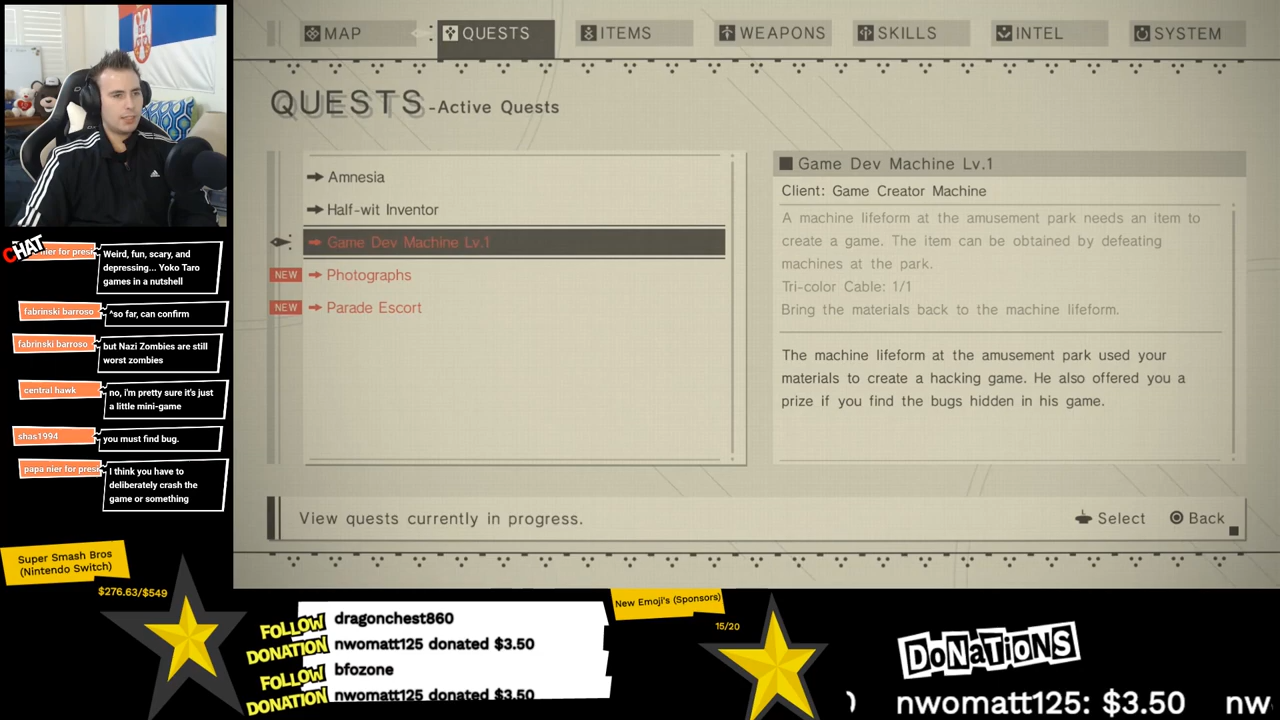 MAP
QUESTS
ITEMS
WEAPONS
SKILLS
INTEL
SYSTEM
QUESTS -Active Quests
Amnesia
Half-wit Inventor
Game Dev Machine Lv.1
NEW Photographs
NEW Parade Escort
Game Dev Machine Lv.1
Client: Game Creator Machine
A machine lifeform at the amusement park needs an item to
create a game. The item can be obtained by defeating
machines at the park.
Tri-color Cable: 1/1
Bring the materials back to the machine lifeform.
The machine lifeform at the amusement park used your
materials to create a hacking game. He also offered you a
prize if you find the bugs hidden in his game.
View quests currently in progress.
Select
Back
CHAT
nier for presi
Weird, fun, scary, and
depressing... Yoko Taro
games in a nutshell
fabrinski barroso
^so far, can confirm
fabrinski barroso
but Nazi Zombies are still
worst zombies
central hawk
no, i'm pretty sure it's just
a little mini-game
shas1994
you must find bug.
papa nier for presi
I think you have to
deliberately crash the
game or something
Super Smash Bros
(Nintendo Switch)
$276.63/$549
FOLLOW dragonchest860
DONATION nwomatt125 donated $3.50
FOLLOW bfozone
DONATION nwomatt125 donated $3.50
New Emoji's (Sponsors)
15/20
DONATIONS
) nwomatt125: $3.50 nw